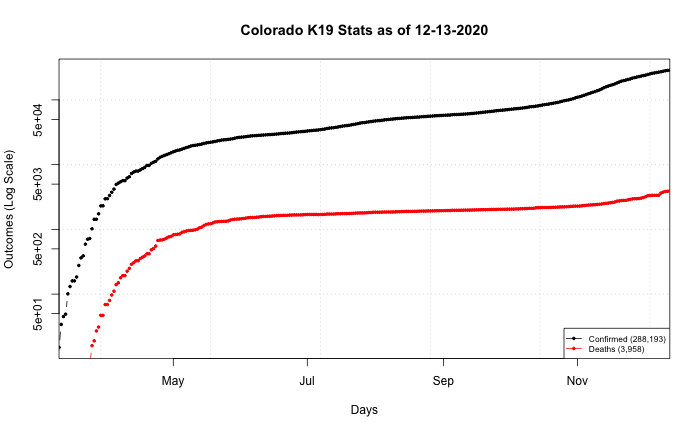 Colorado K19 Stats as of 12-13-2020
Outcomes (Log Scale)
5e+04
5e+03
5e+02
5e+01
Confirmed (288,193)
Deaths (3,958)
May
Jul
Sep
Nov
Days